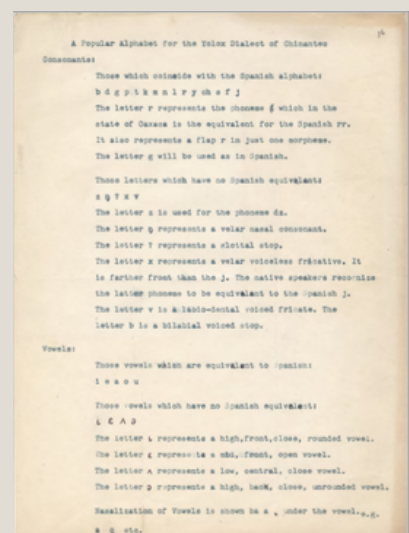 A Popular Alphabet for the Yolox Dialect of Chinantec
Consonants:
Those which coincide with the Spanish alphabet:
b d g p t k m n l r y ch s f j
The letter r represents the phoneme which in the
state of Oaxaca is the equivalent for the Spanish rr.
It also represents a flap r in just one morpheme.
The letter g will be used as in Spanish.
Those letters which have no Spanish equivalent:
z ŋ ? x v
The letter z is used for the phoneme dz.
The letter ŋ represents a velar nasal consonant.
The letter ? represents a glottal stop.
The letter x represents a velar voiceless fricative. It
is farther front than the j. The native speakers recognize
the latter phoneme to be equivalent to the Spanish j.
The letter v is a labio-dental voiced fricate. The
letter b is a bilabial voiced stop.
Vowels:
Those vowels which are equivalent to Spanish:
i e a o u
Those vowels which have no Spanish equivalent:
The letter represents a high,front,close, rounded vowel.
The letter ɛ represents a mid, front, open vowel.
The letter ʌ represents a low, central, close vowel.
The letter represents a high, back, close, unrounded vowel.
Nasalization of Vowels is shown be a ˛ under the vowel. e.g.
etc.